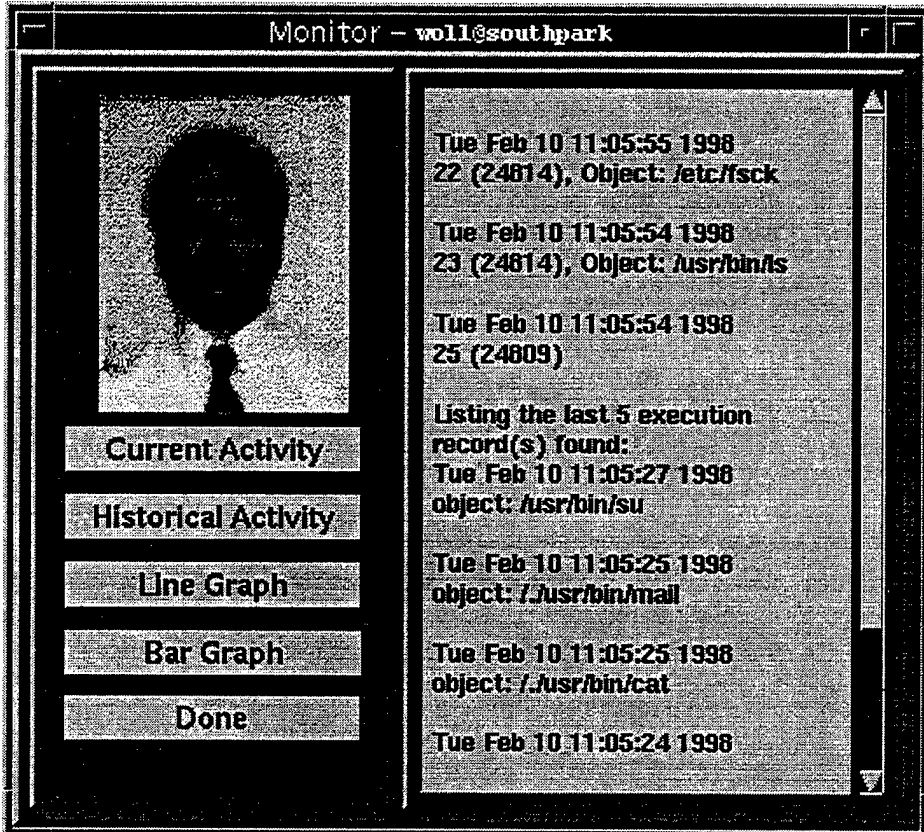 Monitor – woll@southpark
Current Activity
Historical Activity
Line Graph
Bar Graph
Done
Tue Feb 10 11:05:55 1998
22 (24814), Object: /etc/fsck
Tue Feb 10 11:05:54 1998
23 (24814), Object: /usr/bin/ls
Tue Feb 10 11:05:54 1998
25 (24809)
Listing the last 5 execution
record(s) found:
Tue Feb 10 11:05:27 1998
object: /usr/bin/su
Tue Feb 10 11:05:25 1998
object: /./usr/bin/mail
Tue Feb 10 11:05:25 1998
object: /./usr/bin/cat
Tue Feb 10 11:05:24 1998